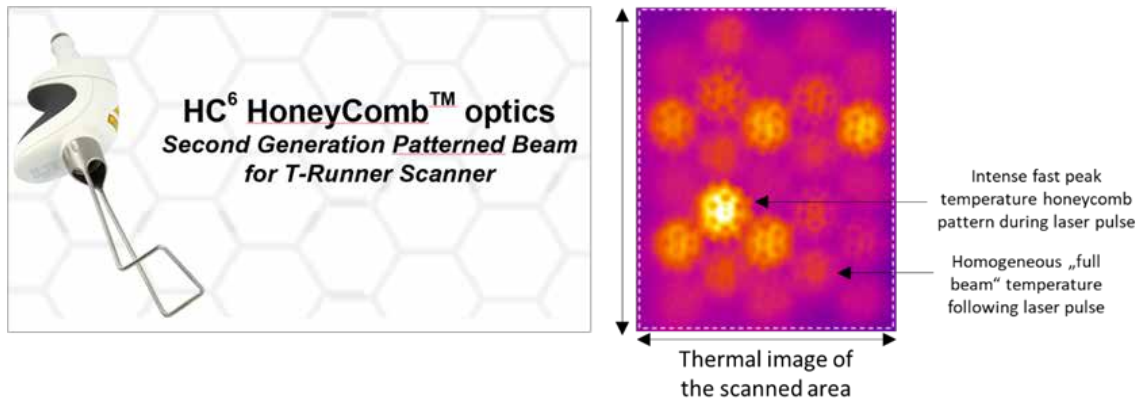 HC⁶ HoneyComb™ optics
Second Generation Patterned Beam
for T-Runner Scanner
Intense fast peak
temperature honeycomb
pattern during laser pulse
Homogeneous „full
beam“ temperature
following laser pulse
Thermal image of
the scanned area